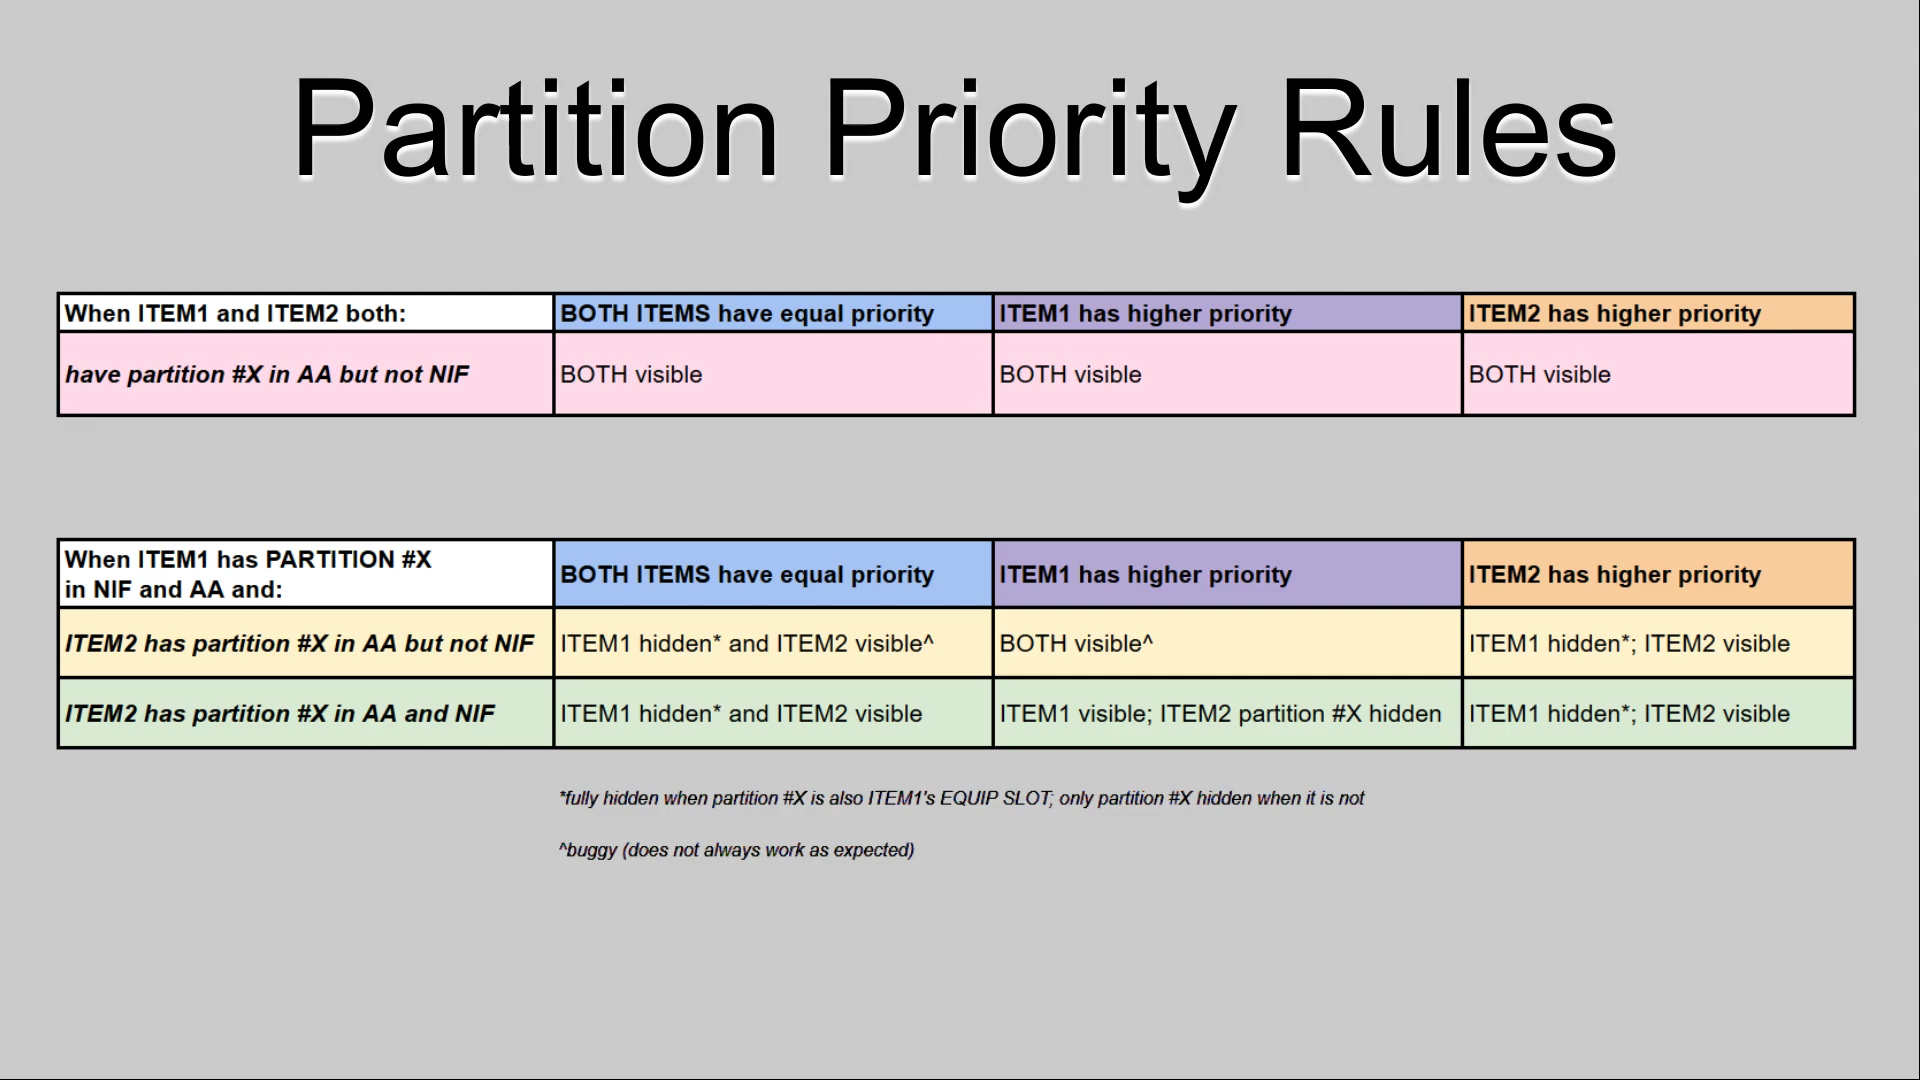 Partition Priority Rules
When ITEM1 and ITEM2 both: BOTH ITEMS have equal priority ITEM1 has higher priority ITEM2 has higher priority
have partition #X in AA but not NIF BOTH visible BOTH visible BOTH visible
When ITEM1 has PARTITION #X
in NIF and AA and: BOTH ITEMS have equal priority ITEM1 has higher priority ITEM2 has higher priority
ITEM2 has partition #X in AA but not NIF ITEM1 hidden* and ITEM2 visible^ BOTH visible^ ITEM1 hidden*; ITEM2 visible
ITEM2 has partition #X in AA and NIF ITEM1 hidden* and ITEM2 visible ITEM1 visible; ITEM2 partition #X hidden ITEM1 hidden*; ITEM2 visible
*fully hidden when partition #X is also ITEM1's EQUIP SLOT; only partition #X hidden when it is not
^buggy (does not always work as expected)